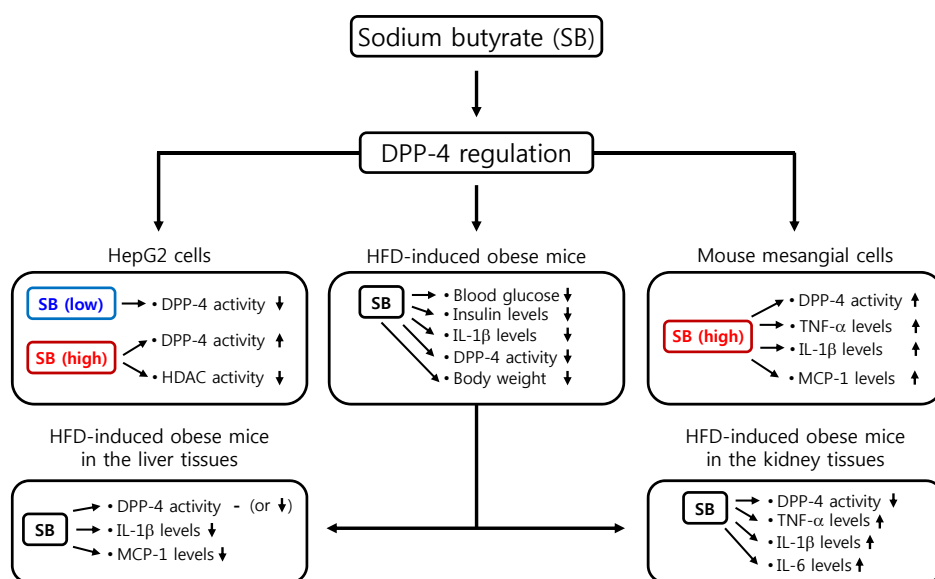 Sodium butyrate (SB)
DPP-4 regulation
HepG2 cells
SB (low)
• DPP-4 activity ↓
SB (high)
• DPP-4 activity ↑
• HDAC activity ↓
HFD-induced obese mice
SB
• Blood glucose ↓
• Insulin levels ↓
• IL-1β levels ↓
• DPP-4 activity ↓
• Body weight ↓
Mouse mesangial cells
SB (high)
• DPP-4 activity ↑
• TNF-α levels ↑
• IL-1β levels ↑
• MCP-1 levels ↑
HFD-induced obese mice
in the liver tissues
SB
• DPP-4 activity - (or ↓)
• IL-1β levels ↓
• MCP-1 levels ↓
HFD-induced obese mice
in the kidney tissues
SB
• DPP-4 activity ↓
• TNF-α levels ↑
• IL-1β levels ↑
• IL-6 levels ↑